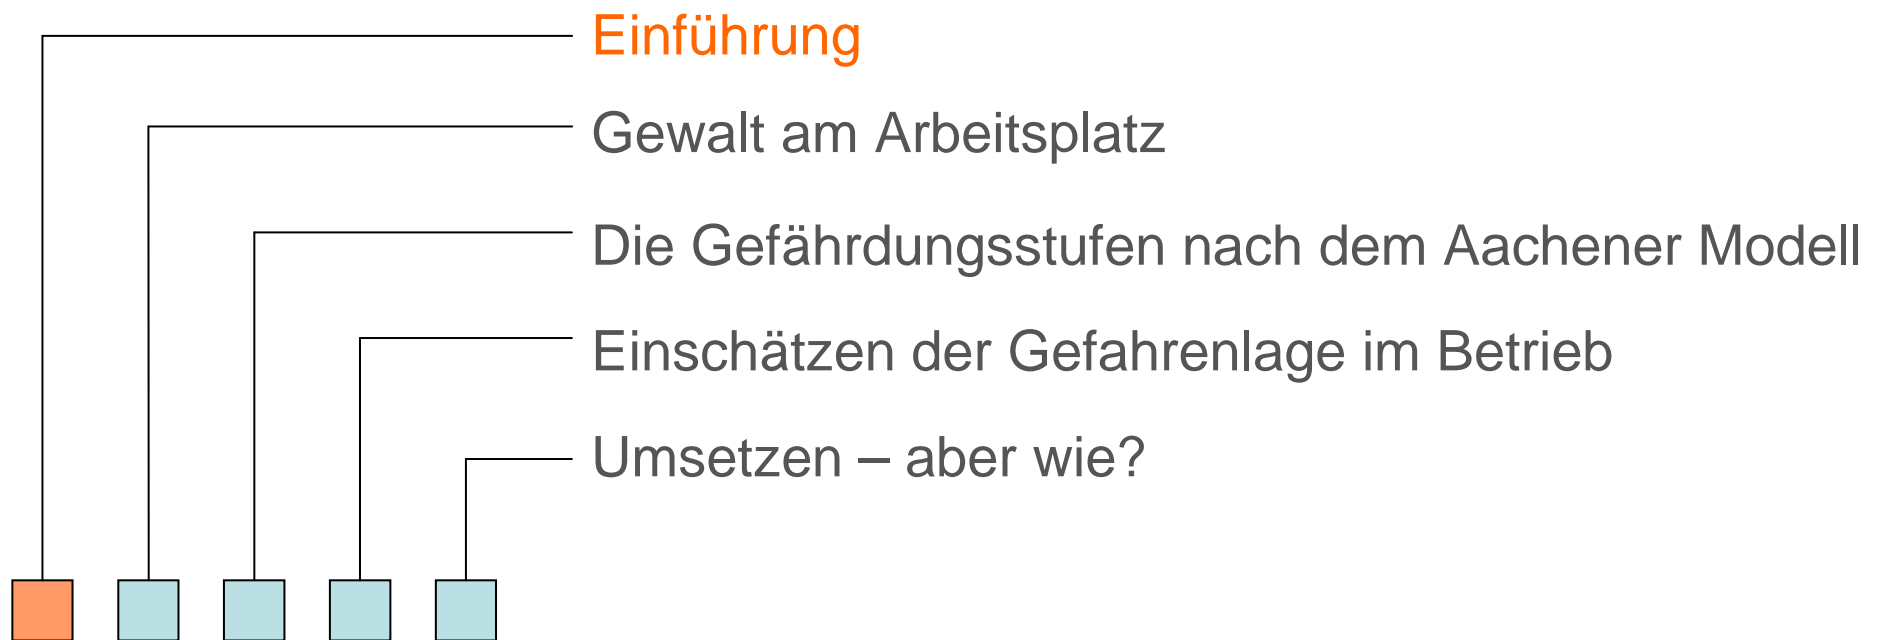 Einführung
Gewalt am Arbeitsplatz
Die Gefährdungsstufen nach dem Aachener Modell
Einschätzen der Gefahrenlage im Betrieb
Umsetzen – aber wie?